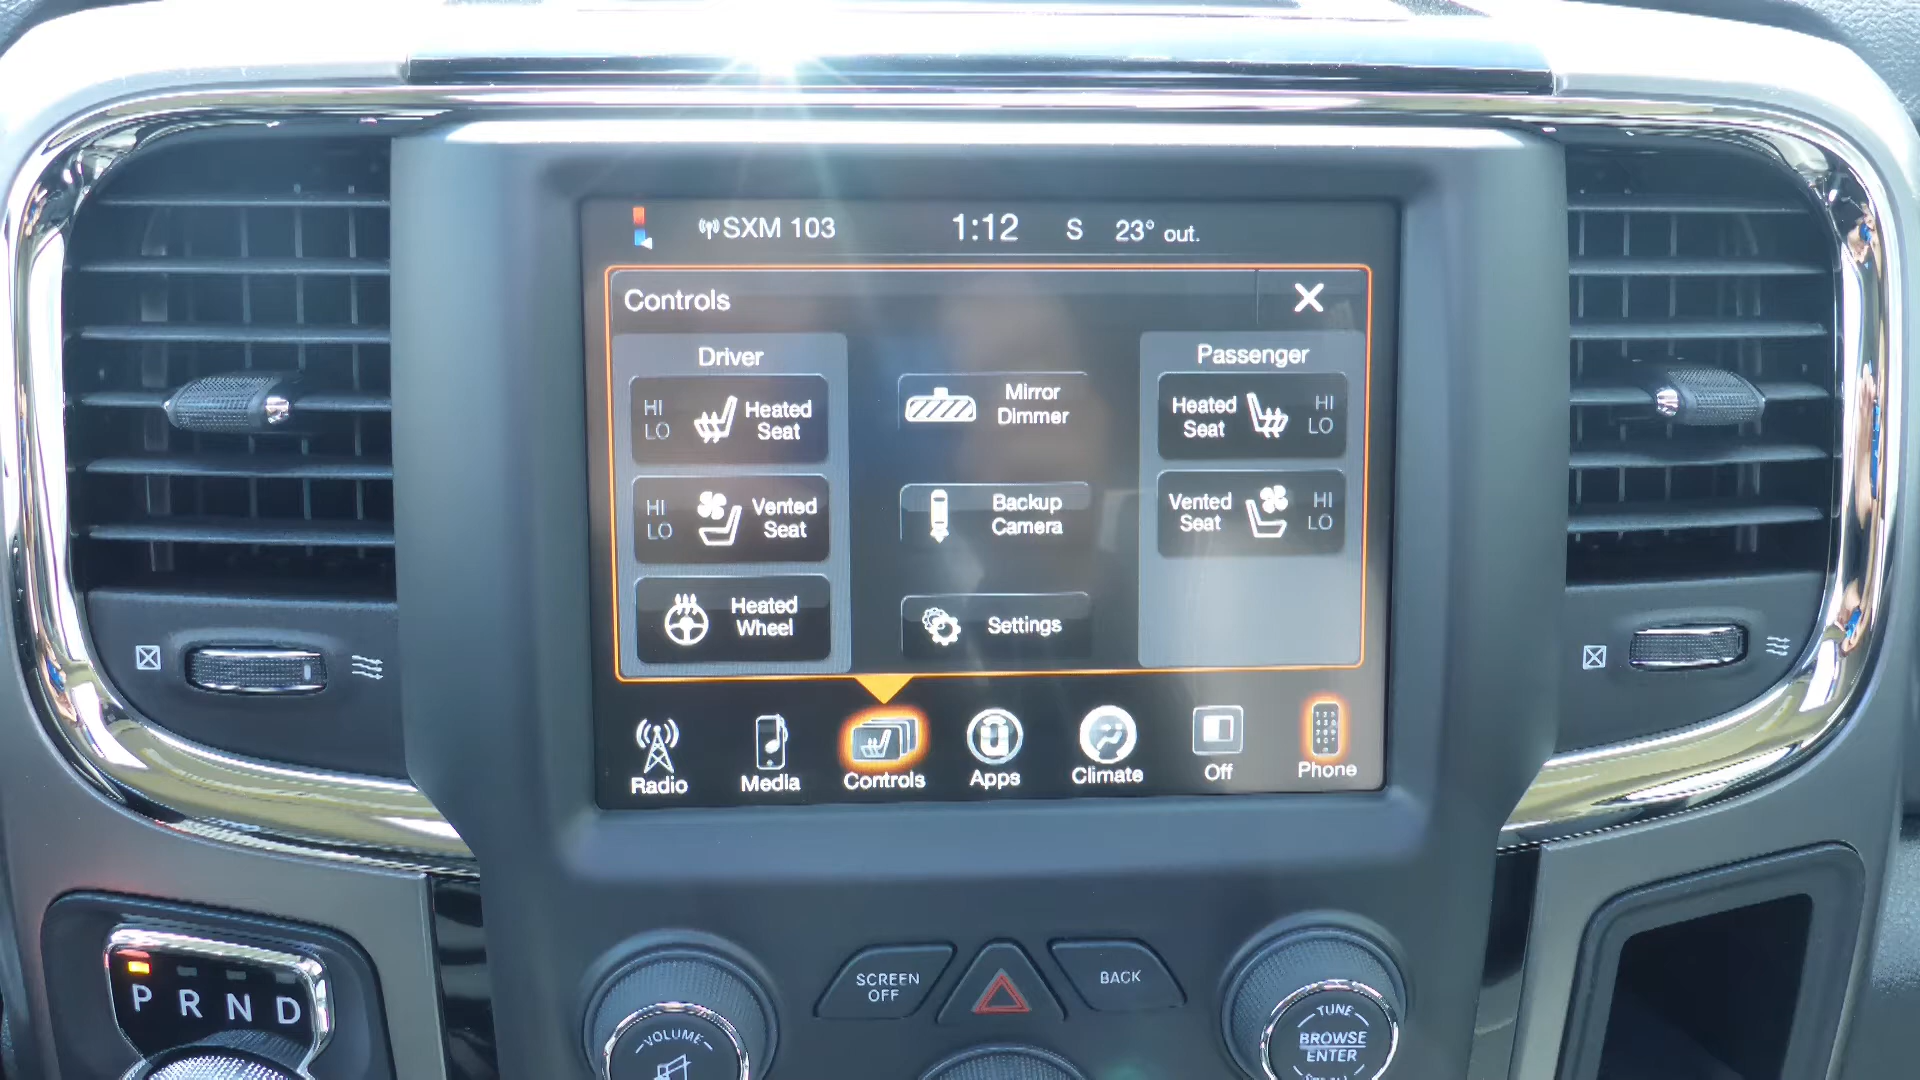 SXM 103 1:12 S 23° out.
Controls
Driver
HI
LO
Heated
Seat
HI
LO
Vented
Seat
Heated
Wheel
Mirror
Dimmer
Backup
Camera
Settings
Passenger
Heated
Seat
HI
LO
Vented
Seat
HI
LO
Radio Media Controls Apps Climate Off Phone
P R N D
VOLUME
SCREEN
OFF
BACK
TUNE
BROWSE
ENTER